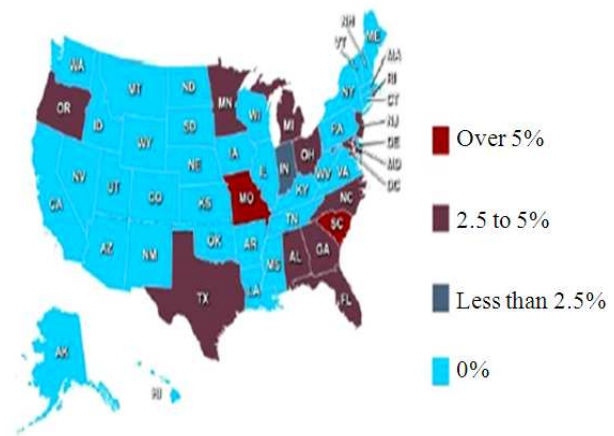 NH
VT
ME
WA
MT
ND
MN
OR
ID
SD
WI
MI
NY
MA
RI
CT
NJ
DE
MD
DC
WY
NE
IA
PA
NV
UT
CO
KS
IL
IN
OH
WV
VA
CA
MO
KY
NC
TN
SC
AZ
NM
OK
AR
MS
AL
GA
TX
LA
FL
AK
HI
Over 5%
2.5 to 5%
Less than 2.5%
0%